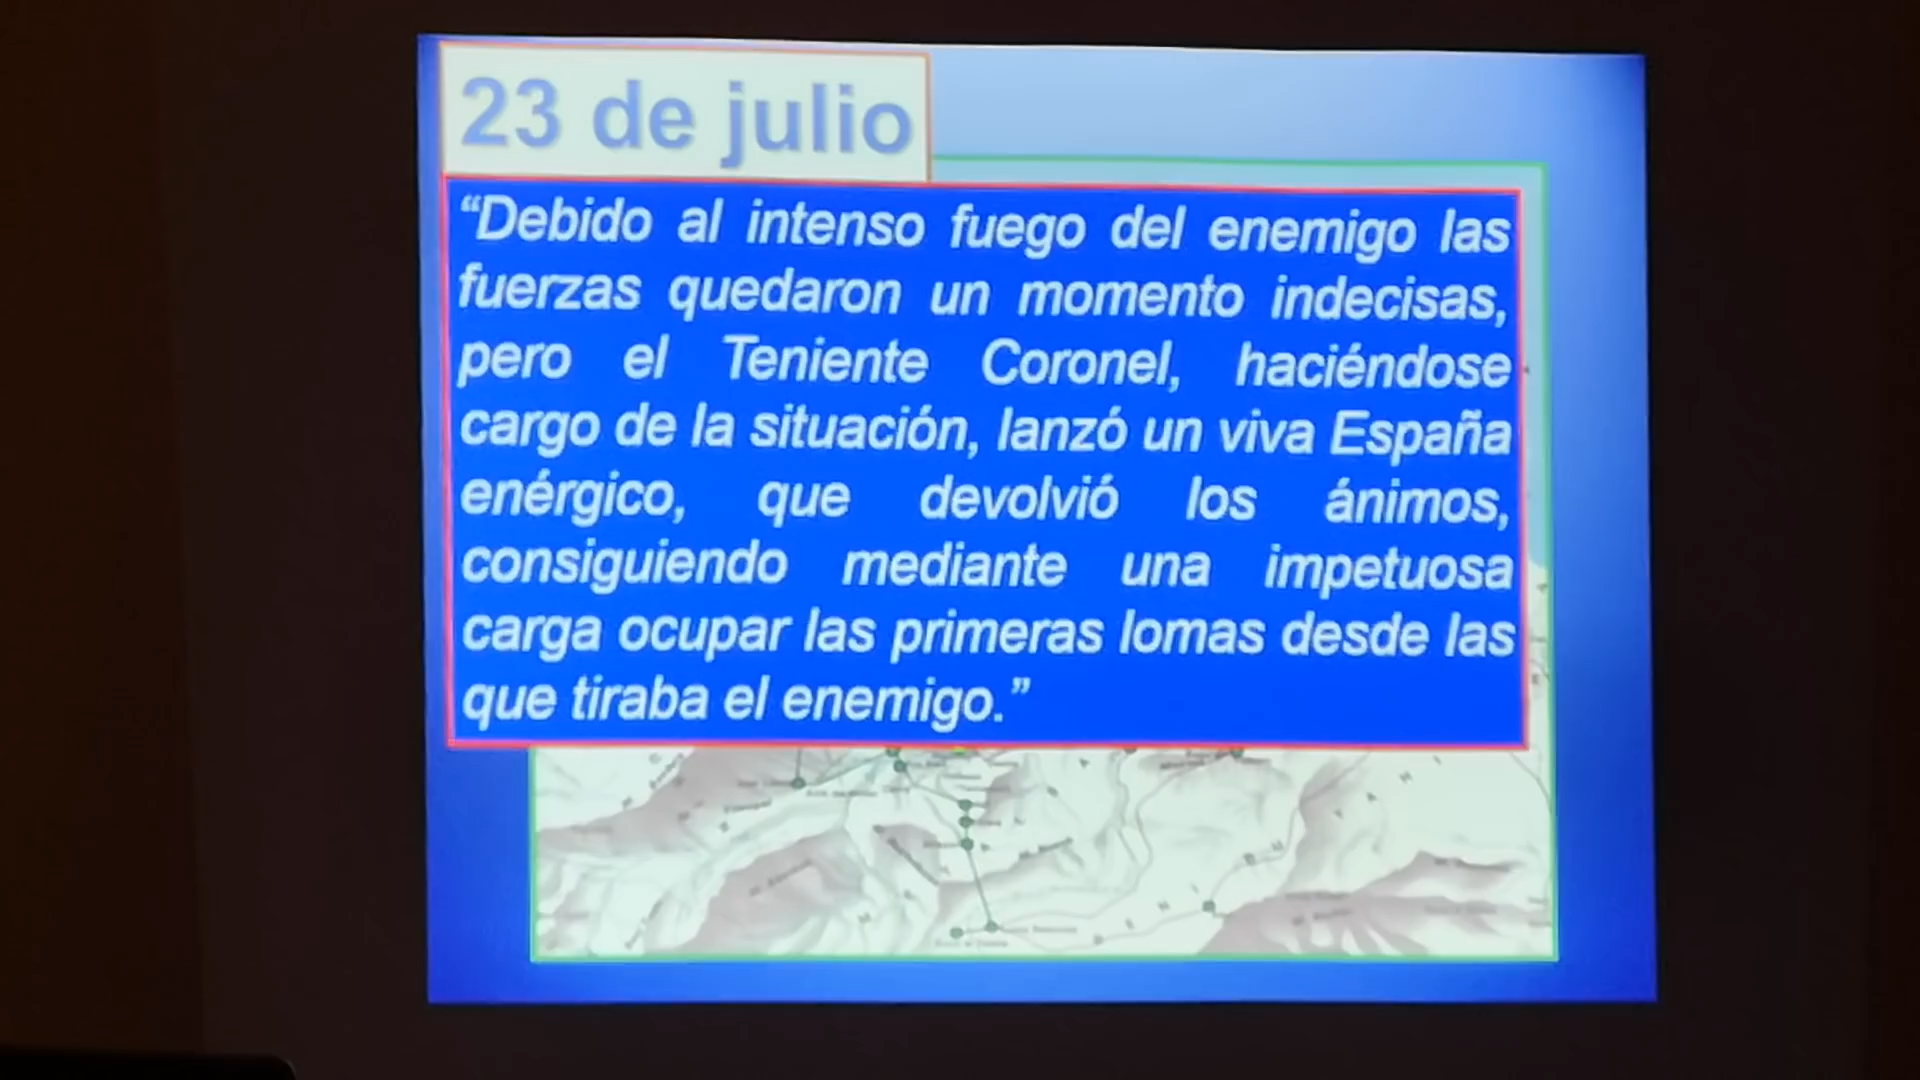 23 de julio
“Debido al intenso fuego del enemigo las
fuerzas quedaron un momento indecisas,
pero el Teniente Coronel, haciéndose
cargo de la situación, lanzó un viva España
enérgico, que devolvió los ánimos,
consiguiendo mediante una impetuosa
carga ocupar las primeras lomas desde las
que tiraba el enemigo.”